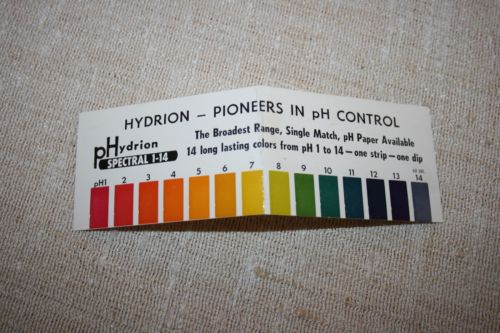 HYDRION – PIONEERS IN pH CONTROL
pHydrion
SPECTRAL 1-14
The Broadest Range, Single Match, pH Paper Available
14 long lasting colors from pH 1 to 14—one strip—one dip
pH1 2 3 4 5 6 7 8 9 10 11 12 13 14